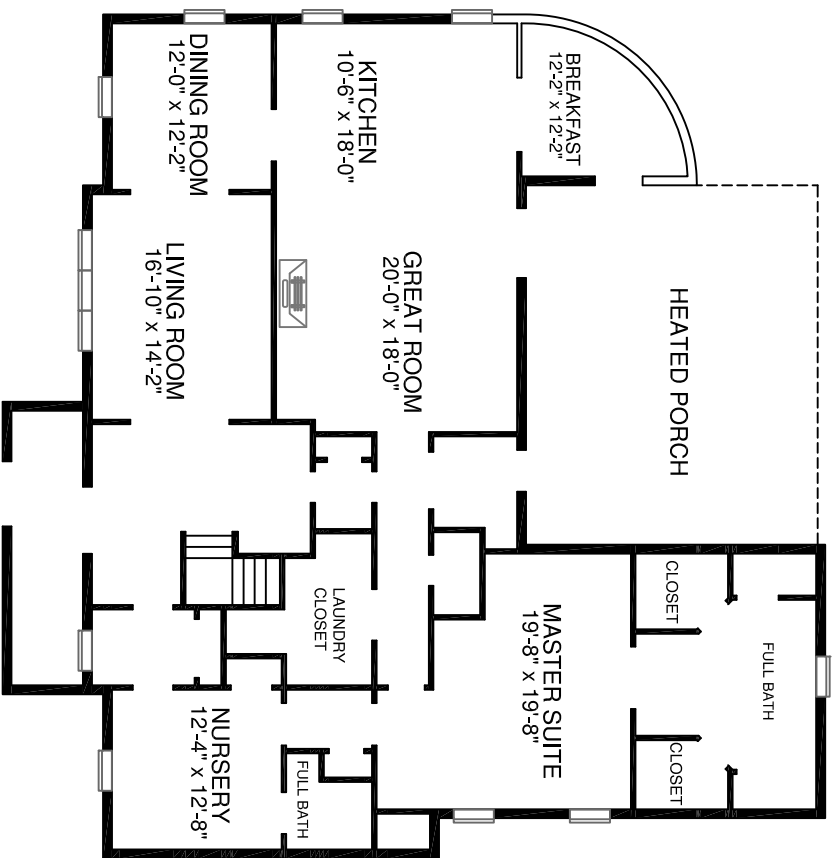 DINING ROOM
12'-0" x 12'-2"
KITCHEN
10'-6" x 18'-0"
BREAKFAST
12'-2" x 12'-2"
LIVING ROOM
16'-10" x 14'-2"
GREAT ROOM
20'-0" x 18'-0"
HEATED PORCH
LAUNDRY
CLOSET
MASTER SUITE
19'-8" x 19'-8"
CLOSET
FULL BATH
CLOSET
NURSERY
12'-4" x 12'-8"
FULL BATH